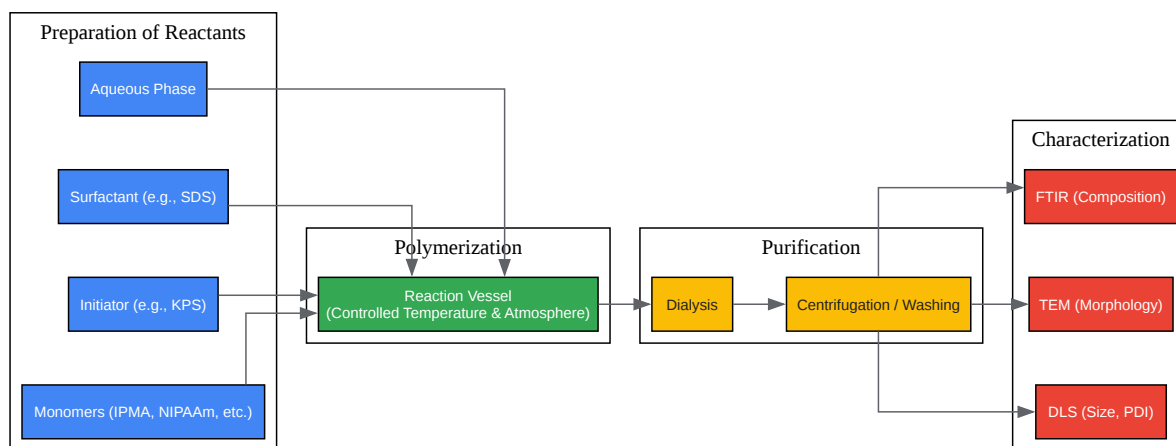 Preparation of Reactants
Aqueous Phase
Surfactant (e.g., SDS)
Initiator (e.g., KPS)
Monomers (IPMA, NIPAAm, etc.)
Polymerization
Reaction Vessel
(Controlled Temperature & Atmosphere)
Purification
Dialysis
Centrifugation / Washing
Characterization
FTIR (Composition)
TEM (Morphology)
DLS (Size, PDI)